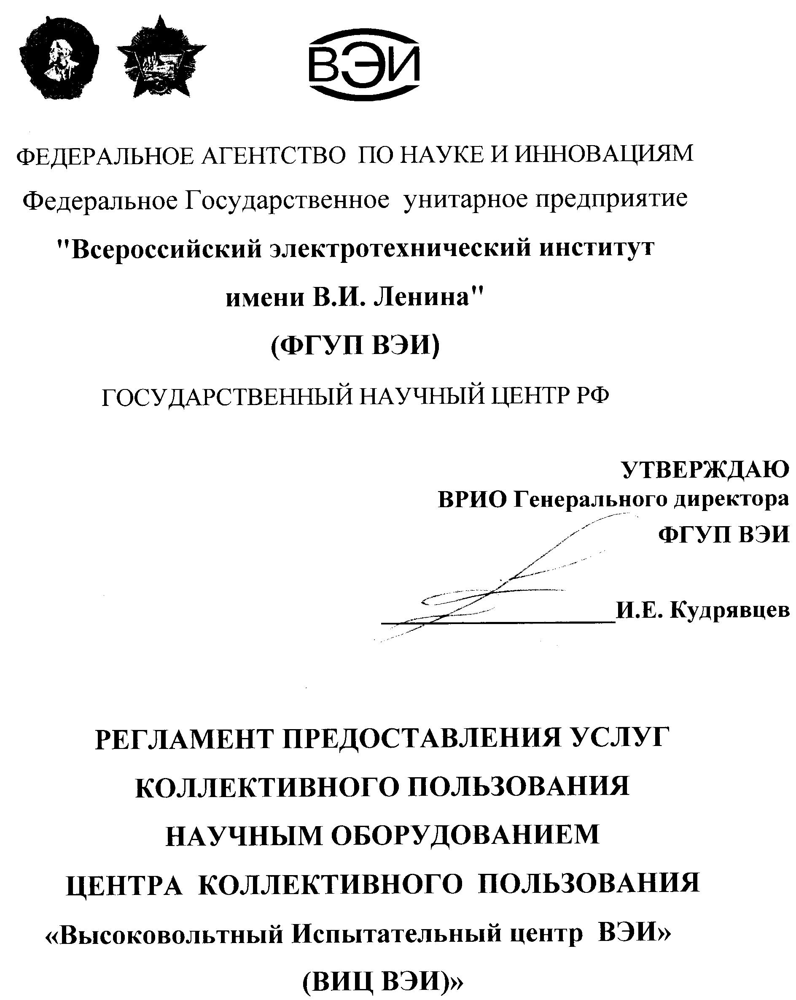 ВЭИ
ФЕДЕРАЛЬНОЕ АГЕНТСТВО ПО НАУКЕ И ИННОВАЦИЯМ
Федеральное Государственное унитарное предприятие
"Всероссийский электротехнический институт
имени В.И. Ленина"
(ФГУП ВЭИ)
ГОСУДАРСТВЕННЫЙ НАУЧНЫЙ ЦЕНТР РФ
УТВЕРЖДАЮ
ВРИО Генерального директора
ФГУП ВЭИ
И.Е. Кудрявцев
РЕГЛАМЕНТ ПРЕДОСТАВЛЕНИЯ УСЛУГ
КОЛЛЕКТИВНОГО ПОЛЬЗОВАНИЯ
НАУЧНЫМ ОБОРУДОВАНИЕМ
ЦЕНТРА КОЛЛЕКТИВНОГО ПОЛЬЗОВАНИЯ
«Высоковольтный Испытательный центр ВЭИ»
(ВИЦ ВЭИ)»